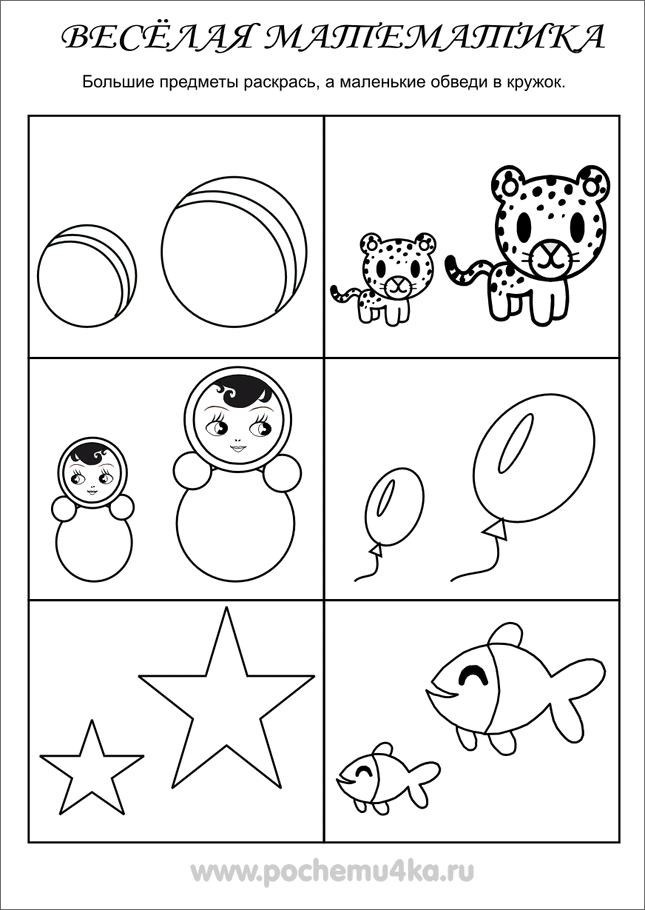 ВЕСЁЛАЯ МАТЕМАТИКА
Большие предметы раскрась, а маленькие обведи в кружок.
www.pochemu4ka.ru